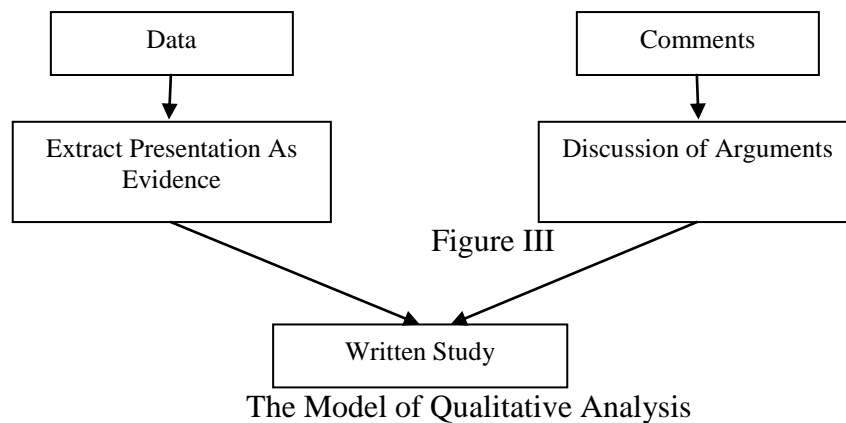 Data
Comments
Extract Presentation As
Evidence
Discussion of Arguments
Figure III
Written Study
The Model of Qualitative Analysis